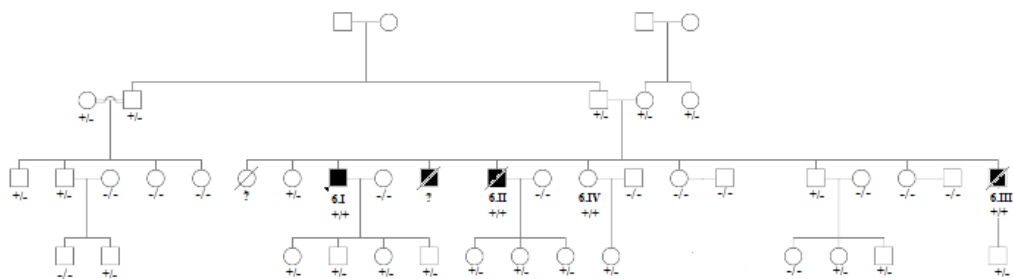 +/- +/- +/- +/- +/-
+/- +/- -/- -/- -/- ? +/- 6.I -/- ? 6.II -/- 6.IV -/- -/- -/- +/- -/- -/- -/- 6.III
+/+ +/+ +/+ +/+
-/- +/- +/- +/- +/- +/- +/- +/- +/- +/- -/- +/- +/- +/-